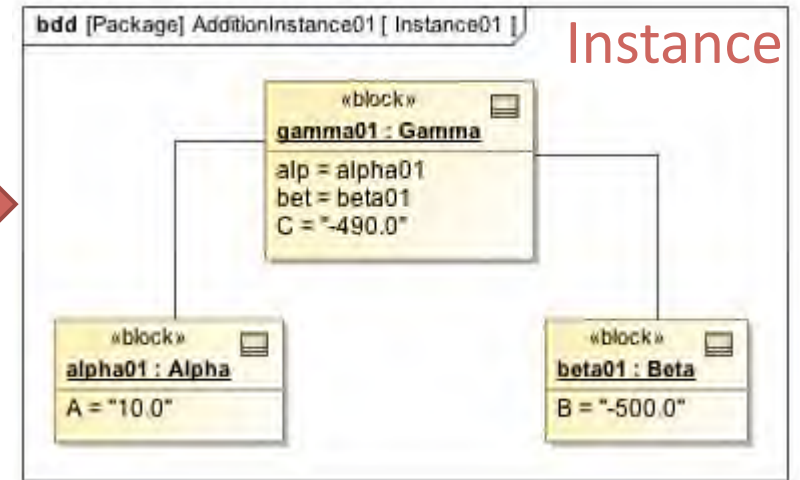 bdd [Package] AdditionInstance01 [ Instance01 ]
Instance
«block»
gamma01 : Gamma
alp = alpha01
bet = beta01
C = "-490.0"
«block»
alpha01 : Alpha
A = "10.0"
«block»
beta01 : Beta
B = "-500.0"